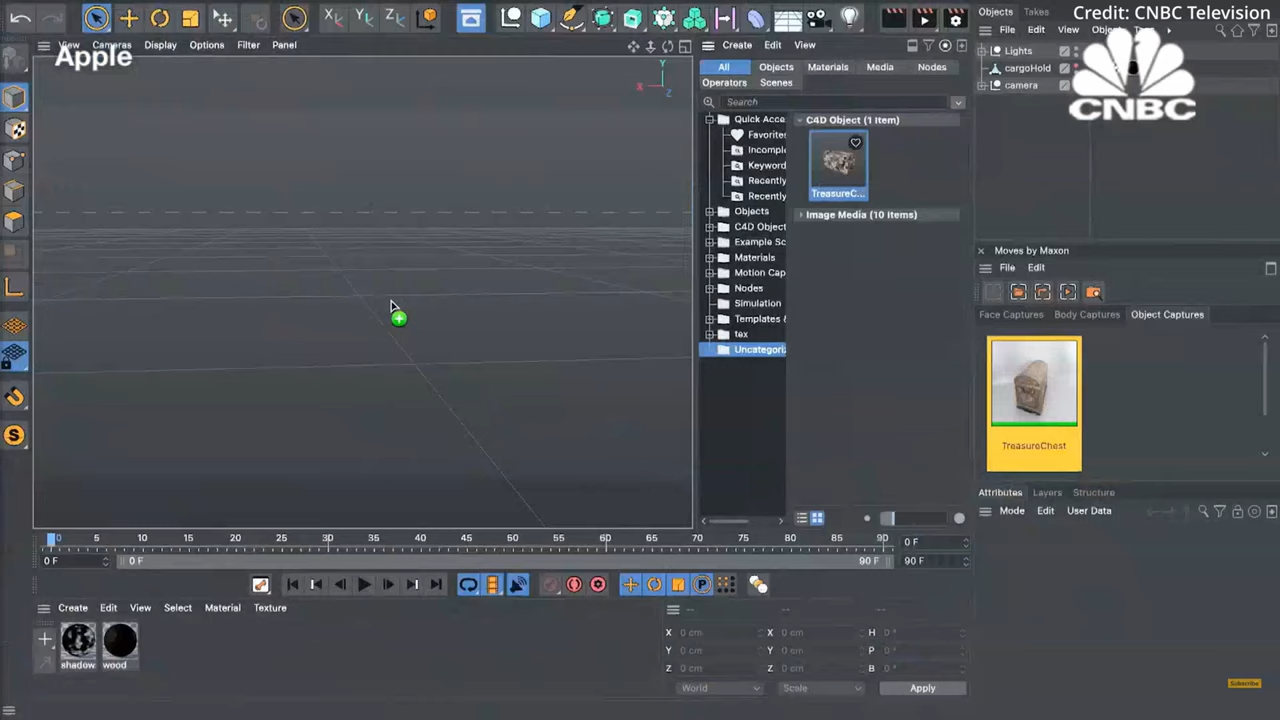 Credit: CNBC Television
Objects Takes
View Cameras Display Options Filter Panel
Apple
Create Edit View
File Edit View
CNBC
All Objects Materials Media Nodes
Operators Scenes
Search
Lights
cargoHold
camera
Quick Acce
Favorites
Incomple
Keyword
Recently
Recently
Objects
C4D Object
Example Sc
Materials
Motion Cap
Nodes
Simulation
Templates &
tex
Uncategori
C4D Object (1 Item)
TreasureC...
Image Media (10 Items)
Y
X
Z
Moves by Maxon
File Edit
Face Captures Body Captures Object Captures
TreasureChest
Attributes Layers Structure
Mode Edit User Data
0 5 10 15 20 25 30 35 40 45 50 55 60 65 70 75 80 85 90
0 F
0 F 0 F 90 F 90 F
Create Edit View Select Material Texture
shadow wood
-- -- --
X 0 cm X 0 cm H 0 °
Y 0 cm Y 0 cm P 0 °
Z 0 cm Z 0 cm B 0 °
World Scale Apply
Subscribe